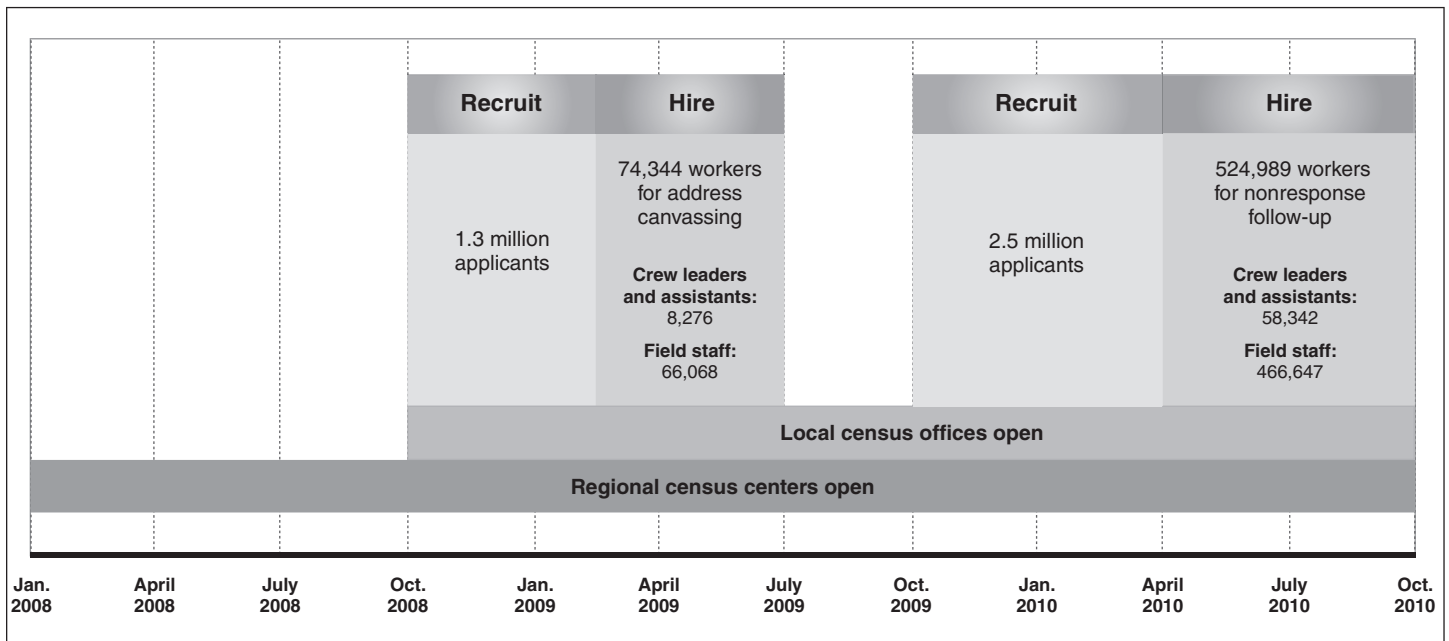 Recruit
Hire
1.3 million
applicants
74,344 workers
for address
canvassing
Crew leaders
and assistants:
8,276
Field staff:
66,068
Recruit
Hire
2.5 million
applicants
524,989 workers
for nonresponse
follow-up
Crew leaders
and assistants:
58,342
Field staff:
466,647
Local census offices open
Regional census centers open
Jan.
2008
April
2008
July
2008
Oct.
2008
Jan.
2009
April
2009
July
2009
Oct.
2009
Jan.
2010
April
2010
July
2010
Oct.
2010